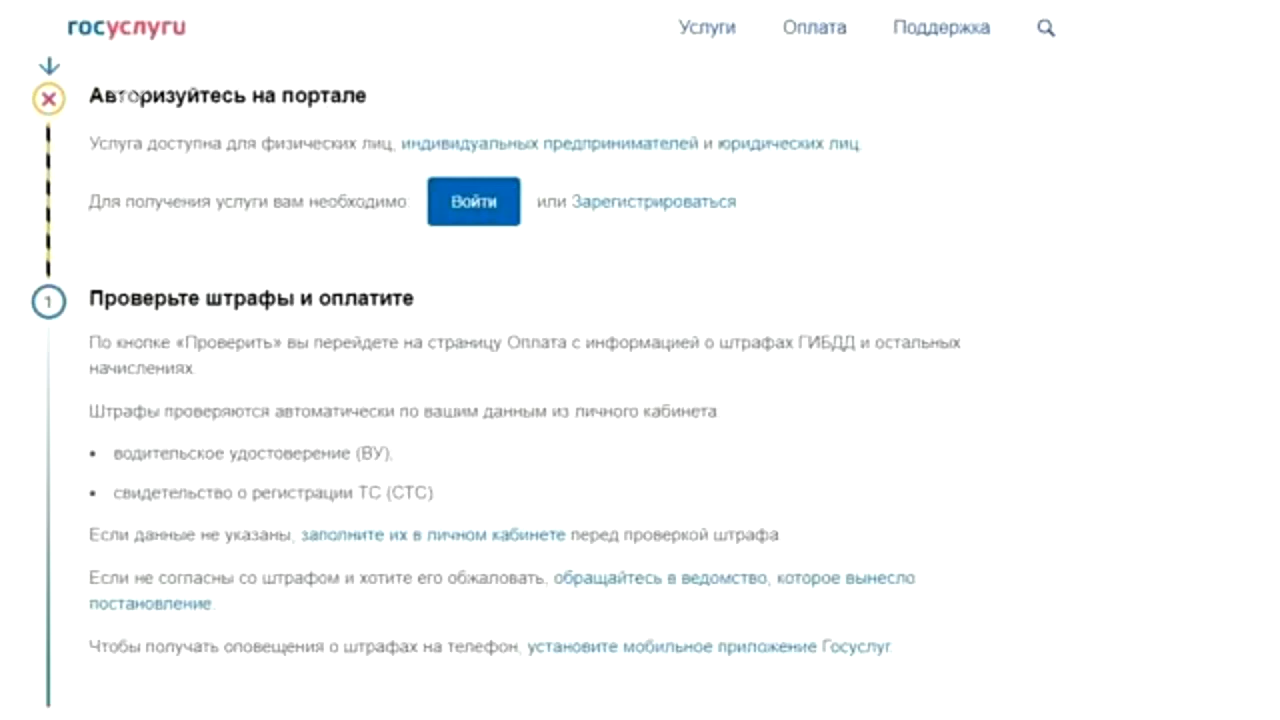 госуслуги Услуги Оплата Поддержка
Авторизуйтесь на портале
Услуга доступна для физических лиц, индивидуальных предпринимателей и юридических лиц.
Для получения услуги вам необходимо: Войти или Зарегистрироваться
1 Проверьте штрафы и оплатите
По кнопке «Проверить» вы перейдете на страницу Оплата с информацией о штрафах ГИБДД и остальных
начислениях.
Штрафы проверяются автоматически по вашим данным из личного кабинета
• водительское удостоверение (ВУ),
• свидетельство о регистрации ТС (СТС)
Если данные не указаны, заполните их в личном кабинете перед проверкой штрафа
Если не согласны со штрафом и хотите его обжаловать, обращайтесь в ведомство, которое вынесло
постановление.
Чтобы получать оповещения о штрафах на телефон, установите мобильное приложение Госуслуг.